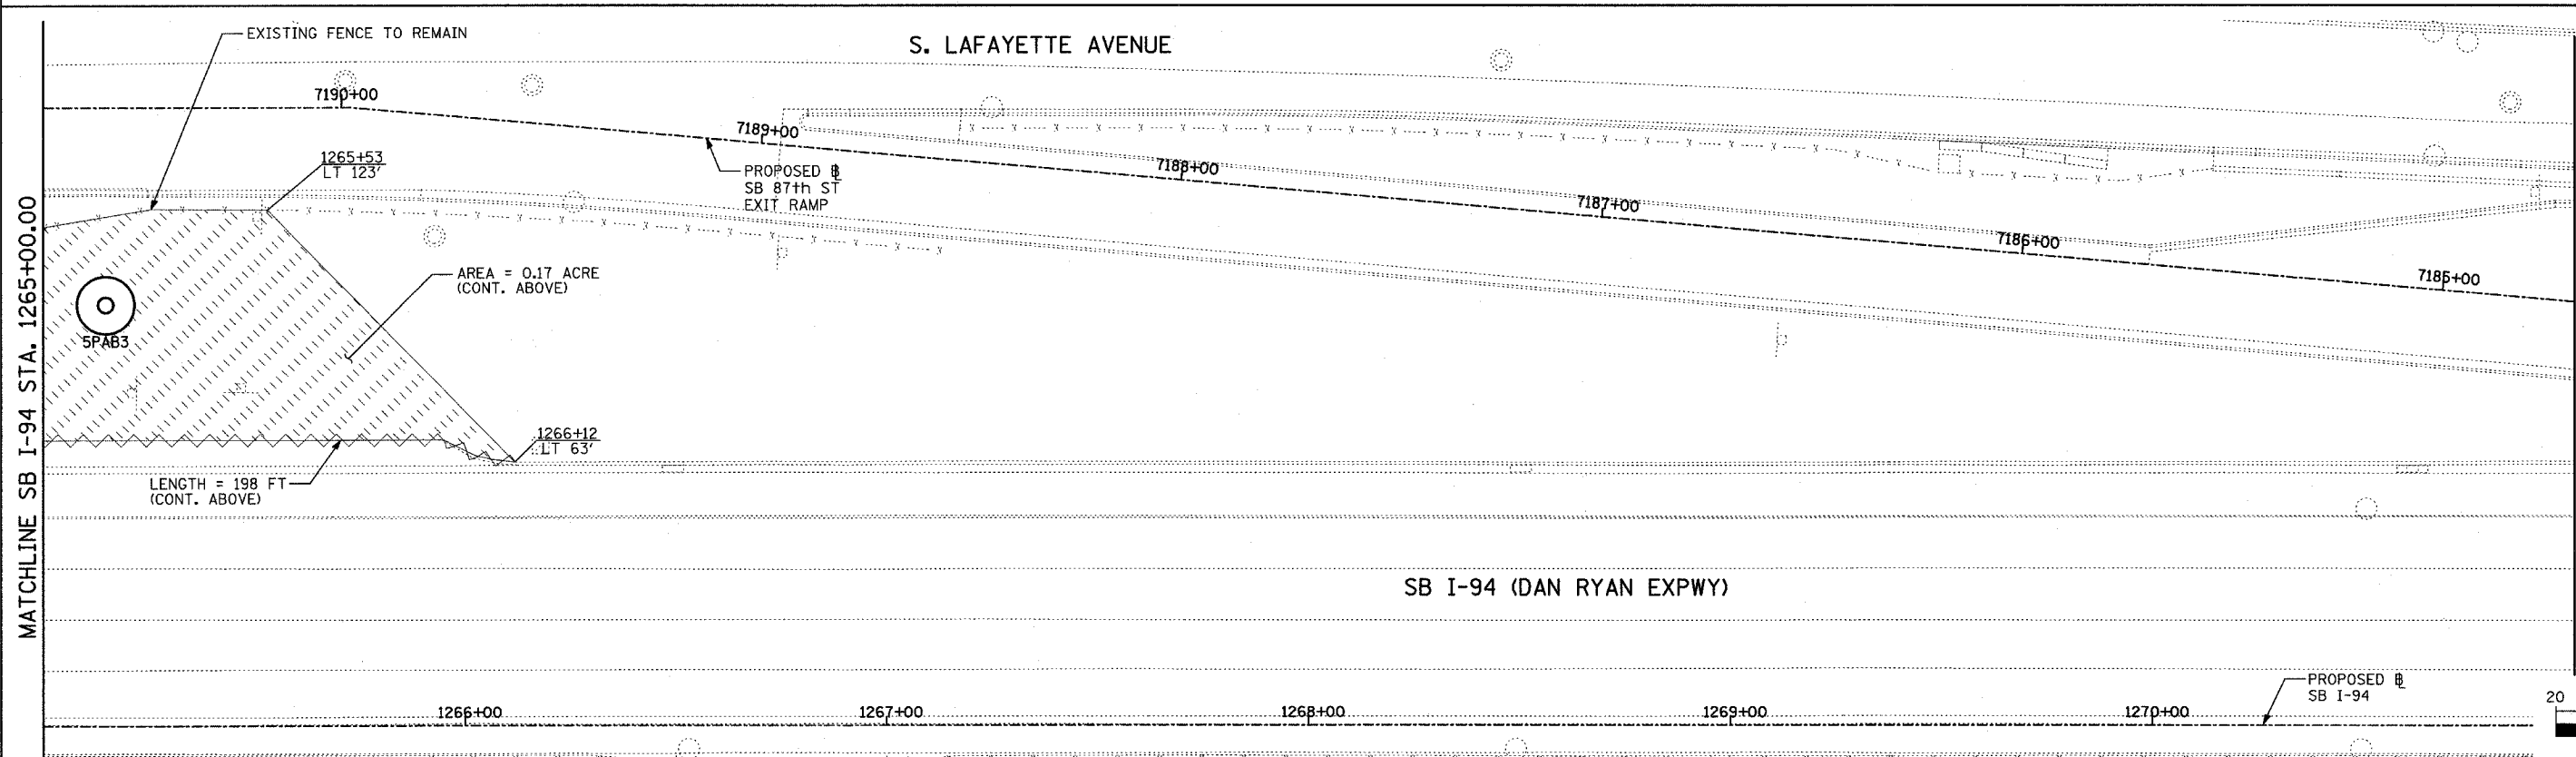 EXISTING FENCE TO REMAIN
S. LAFAYETTE AVENUE
7190+00
7189+00
7188+00
7187+00
7186+00
7185+00
1265+53
LT 123'
PROPOSED ℄
SB 87th ST
EXIT RAMP
AREA = 0.17 ACRE
(CONT. ABOVE)
5PAB3
MATCHLINE SB I-94 STA. 1265+00.00
1266+12
LT 63'
LENGTH = 198 FT
(CONT. ABOVE)
SB I-94 (DAN RYAN EXPWY)
PROPOSED ℄
SB I-94
20
1266+00
1267+00
1268+00
1269+00
1270+00